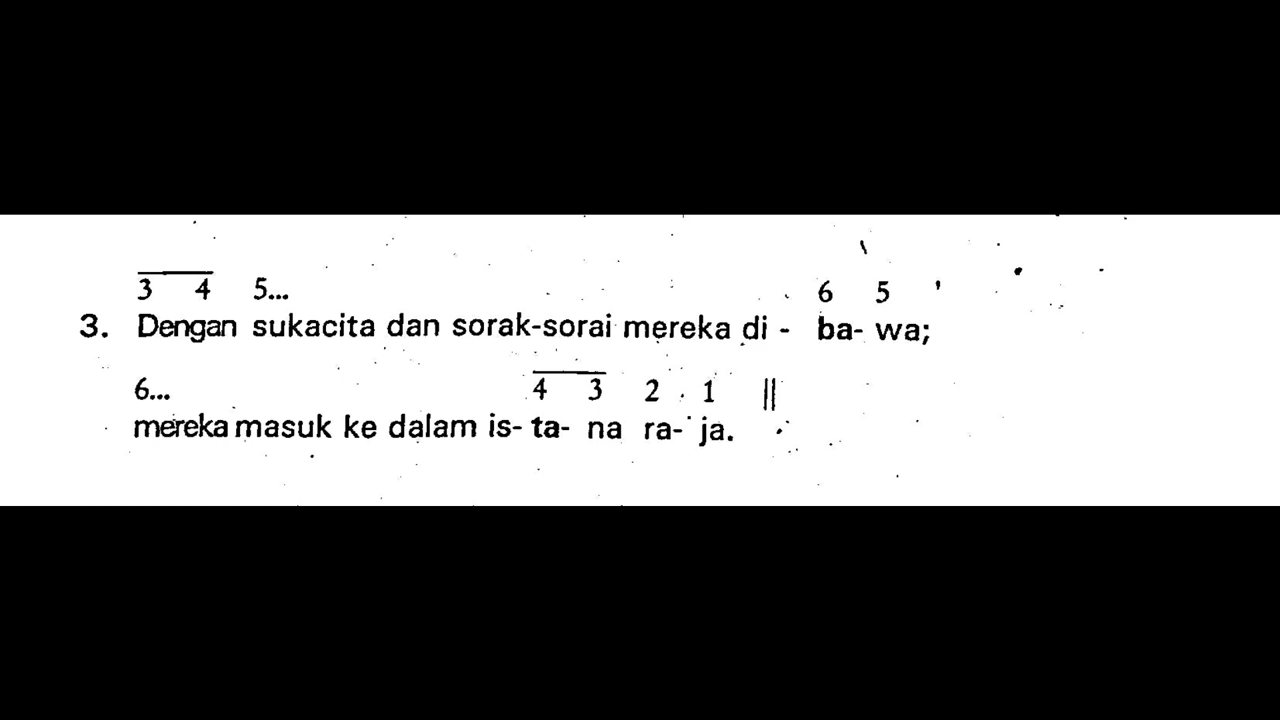 3 4 5... 6 5 '
3. Dengan sukacita dan sorak-sorai mereka di - ba- wa;
6... 4 3 2 1 ||
mereka masuk ke dalam is- ta- na ra- ja.